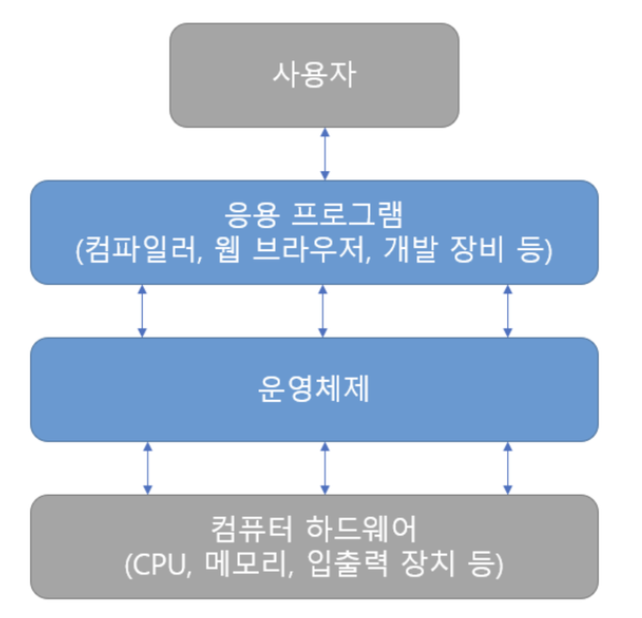 사용자
응용 프로그램
(컴파일러, 웹 브라우저, 개발 장비 등)
운영체제
컴퓨터 하드웨어
(CPU, 메모리, 입출력 장치 등)